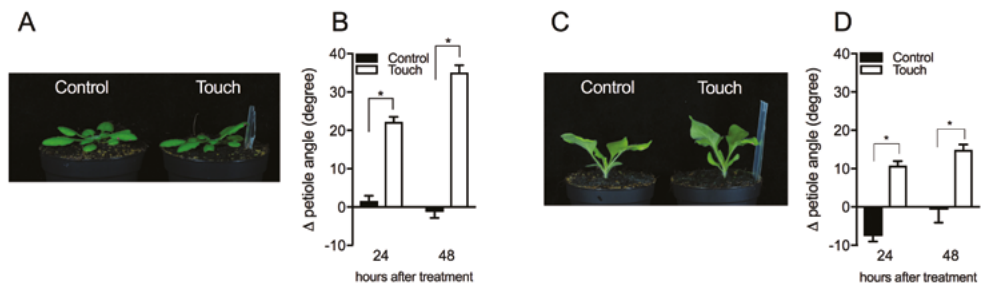 A
Control
Touch
B
Control
Touch
Δ petiole angle (degree)
40
30
20
10
0
-10
*
*
24
48
hours after treatment
C
Control
Touch
D
Control
Touch
Δ petiole angle (degree)
40
30
20
10
0
-10
*
*
24
48
hours after treatment